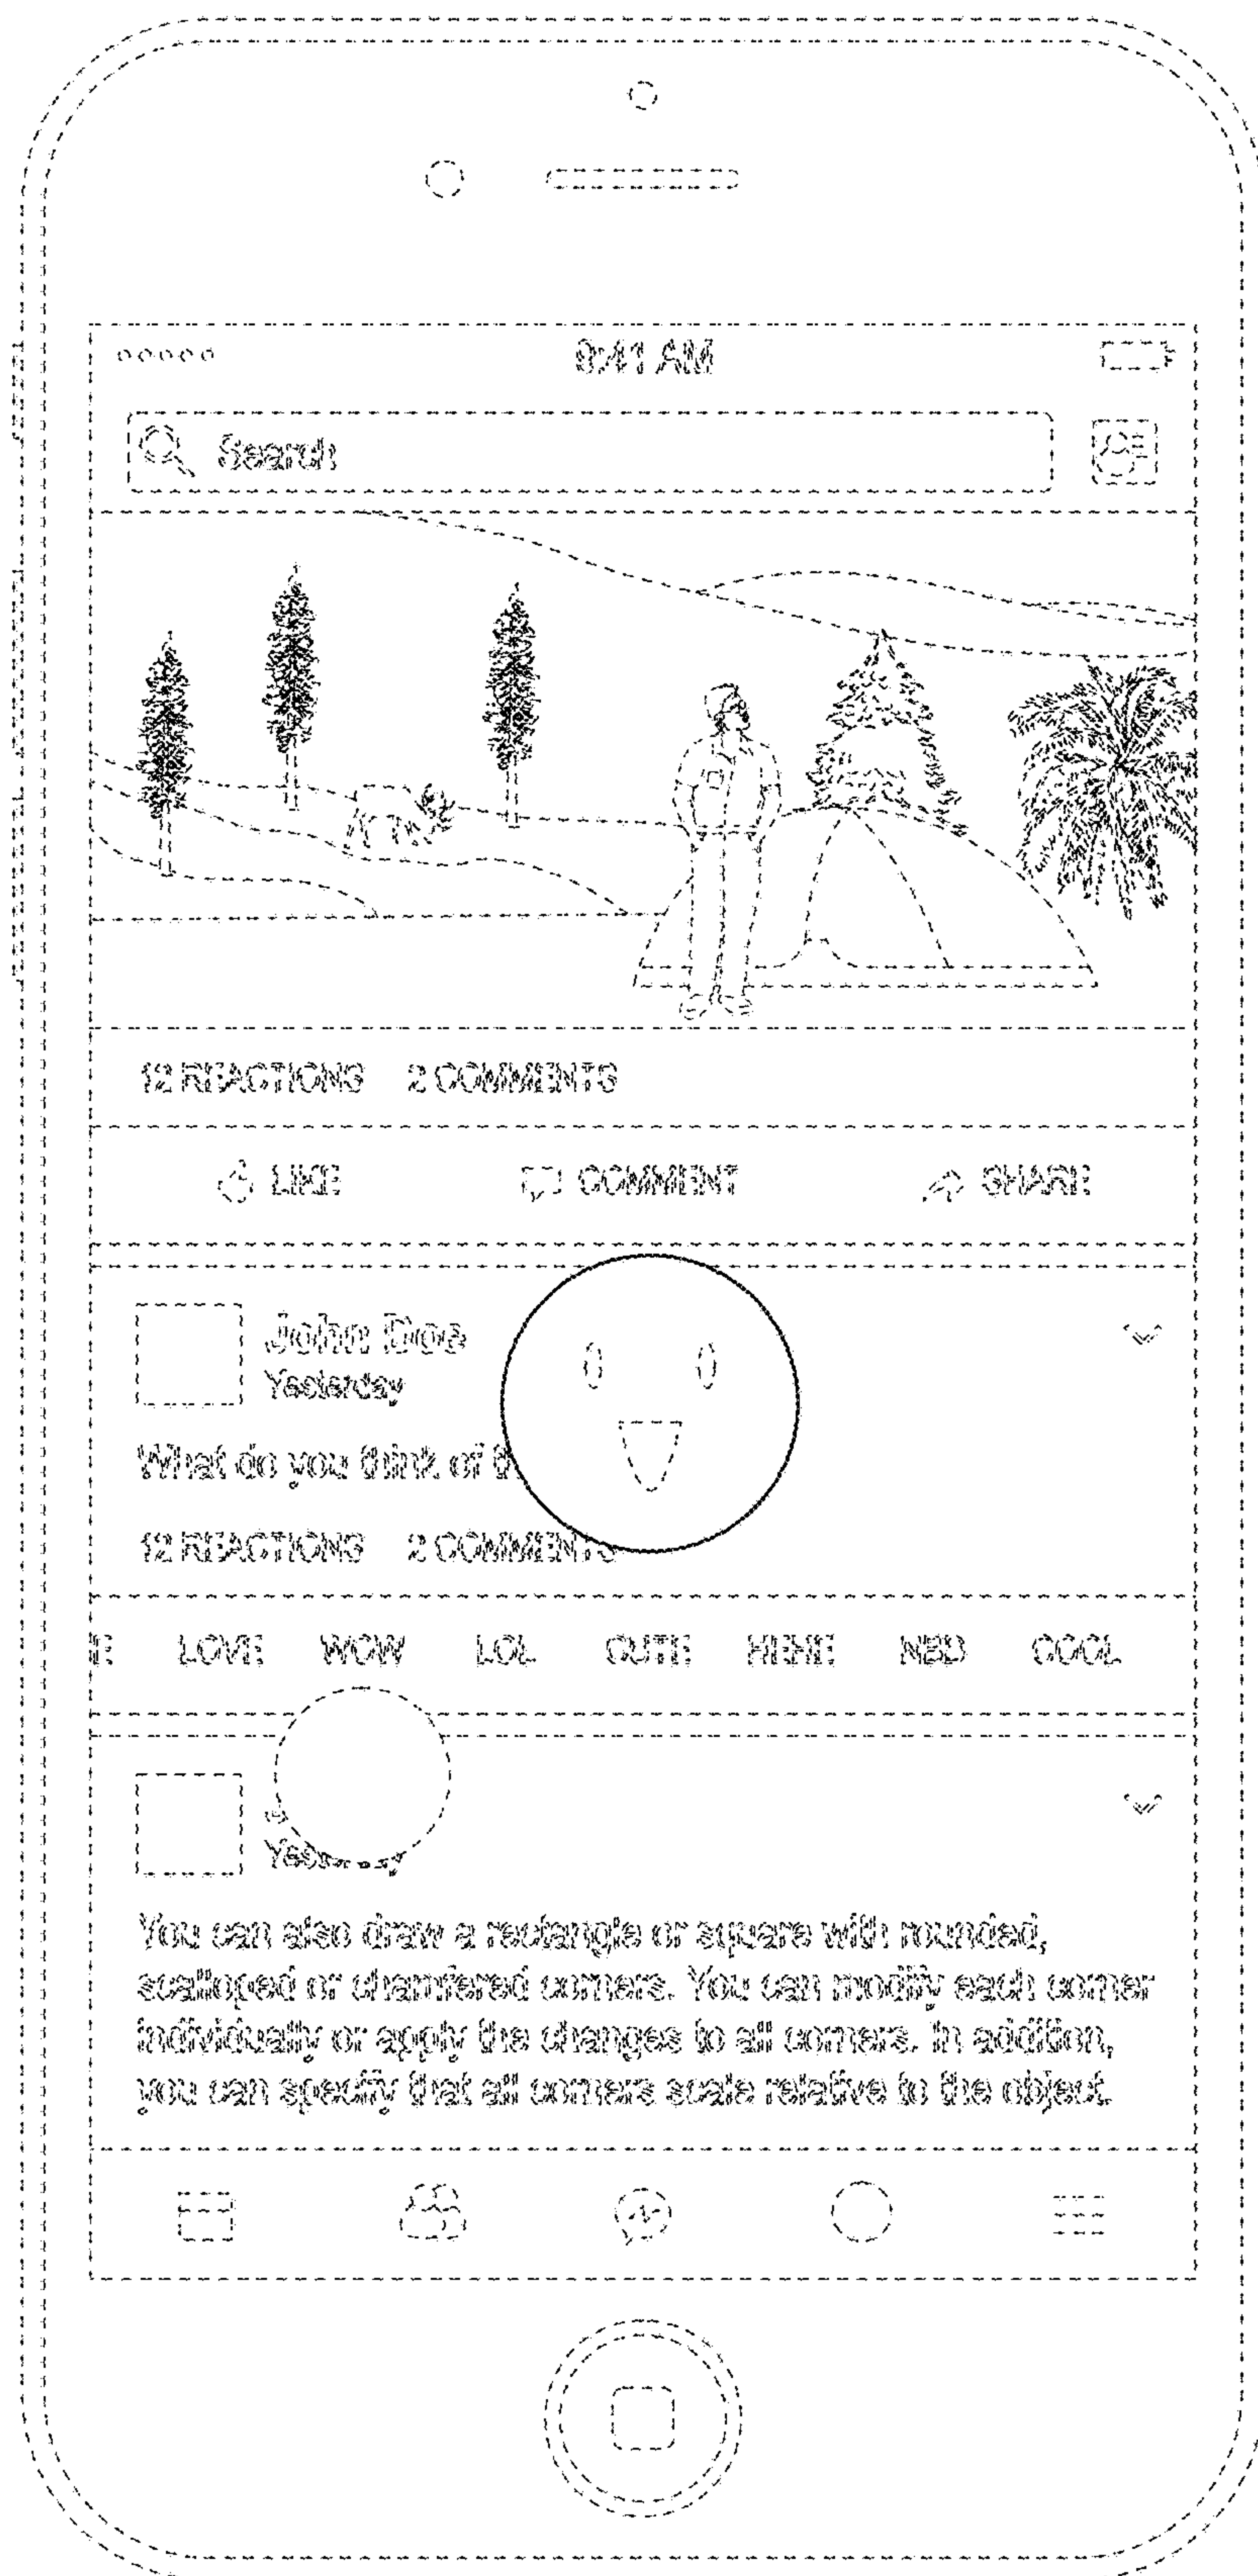 9:41 AM
Search
12 REACTIONS 2 COMMENTS
LIKE COMMENT SHARE
John Doe
Yesterday
What do you think of th
12 REACTIONS 2 COMMENTS
E LOVE WOW LOL CUTE HEHE NBD COOL
You can also draw a rectangle or square with rounded,
scalloped or chamfered corners. You can modify each corner
individually or apply the changes to all corners. In addition,
you can specify that all corners scale relative to the object.